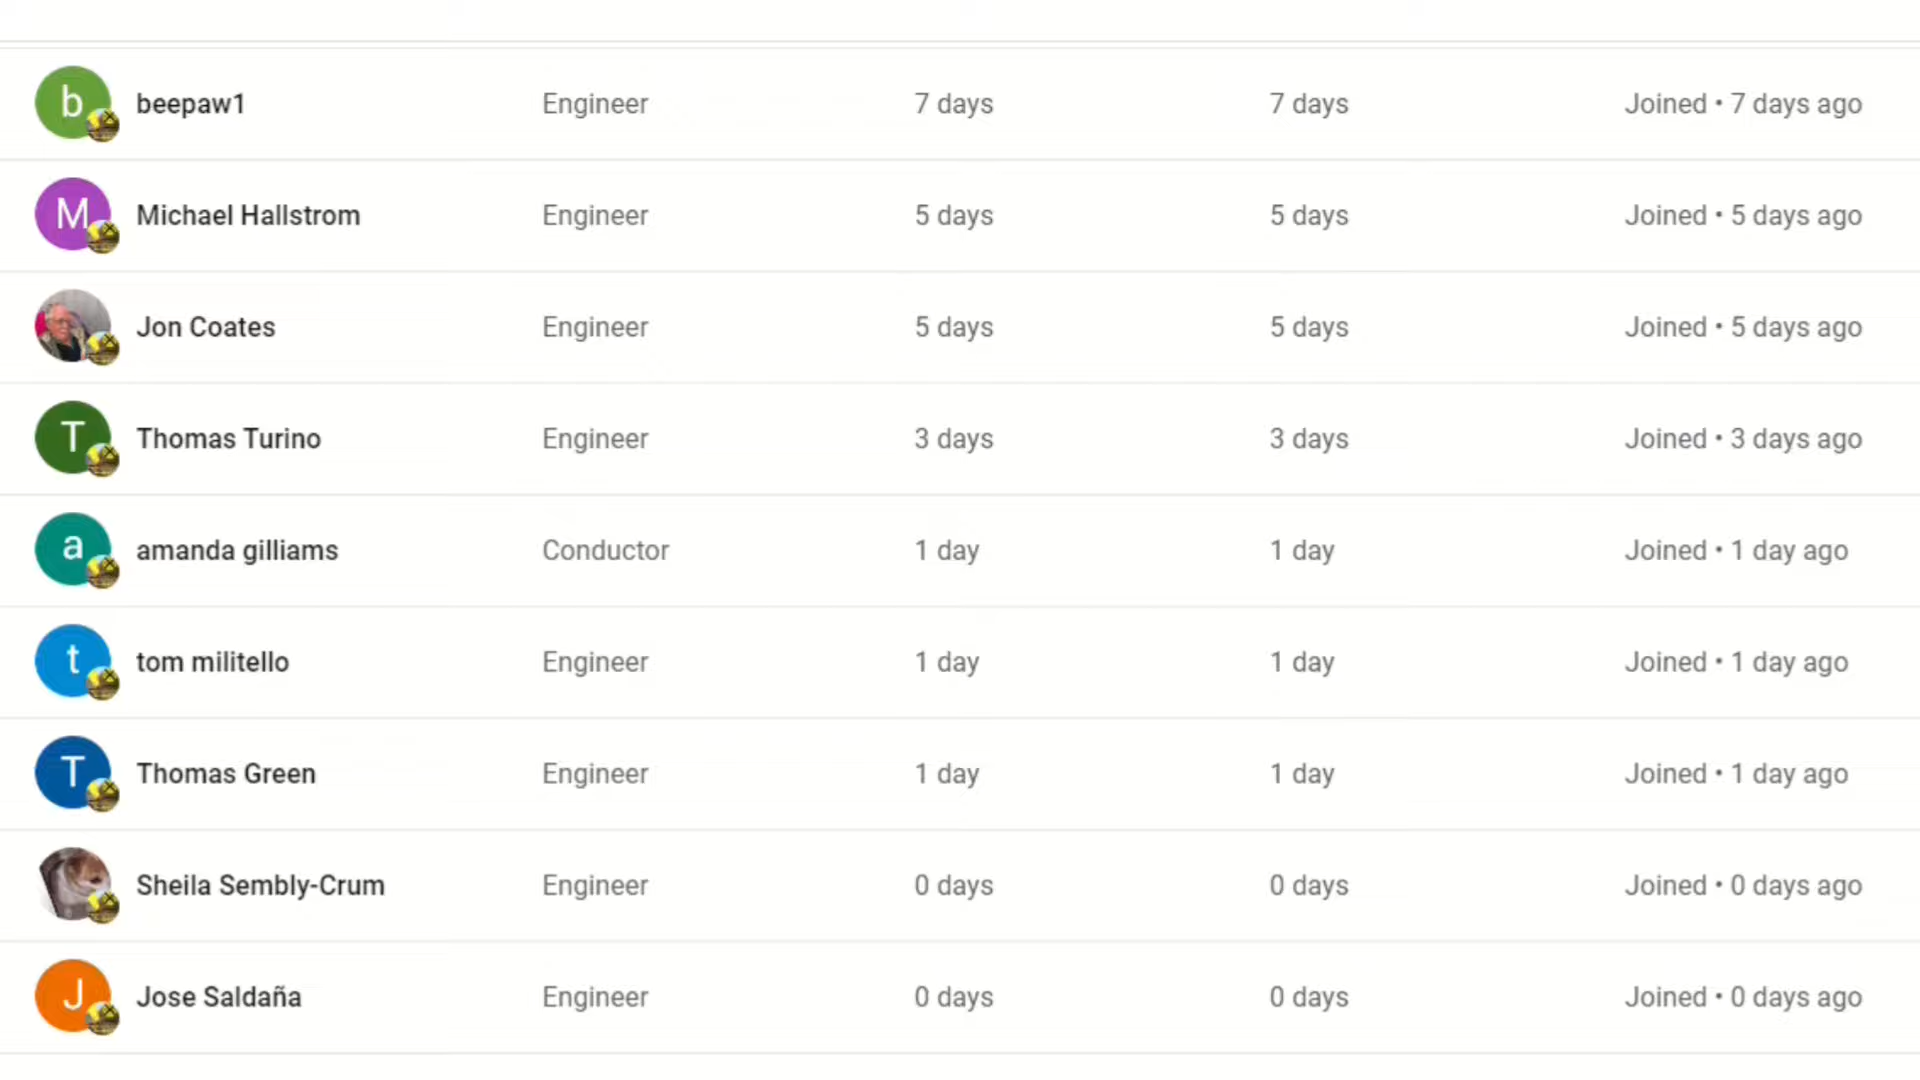 b beepaw1 Engineer 7 days 7 days Joined • 7 days ago
M Michael Hallstrom Engineer 5 days 5 days Joined • 5 days ago
Jon Coates Engineer 5 days 5 days Joined • 5 days ago
T Thomas Turino Engineer 3 days 3 days Joined • 3 days ago
a amanda gilliams Conductor 1 day 1 day Joined • 1 day ago
t tom militello Engineer 1 day 1 day Joined • 1 day ago
T Thomas Green Engineer 1 day 1 day Joined • 1 day ago
Sheila Sembly-Crum Engineer 0 days 0 days Joined • 0 days ago
J Jose Saldaña Engineer 0 days 0 days Joined • 0 days ago